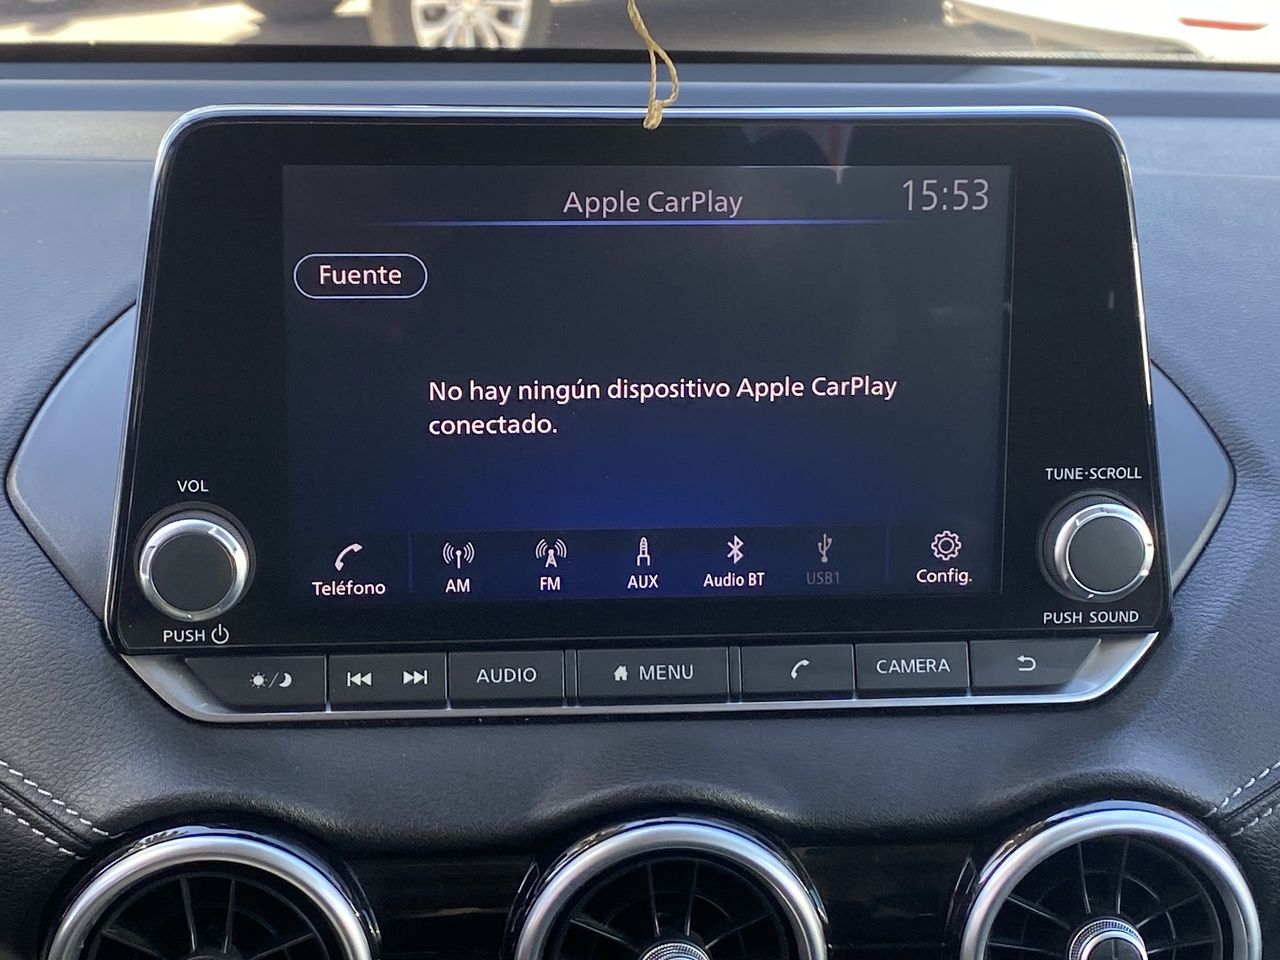 Apple CarPlay
15:53
Fuente
No hay ningún dispositivo Apple CarPlay
conectado.
VOL
TUNE·SCROLL
Teléfono
AM
FM
AUX
Audio BT
USB1
Config.
PUSH
PUSH SOUND
AUDIO
MENU
CAMERA